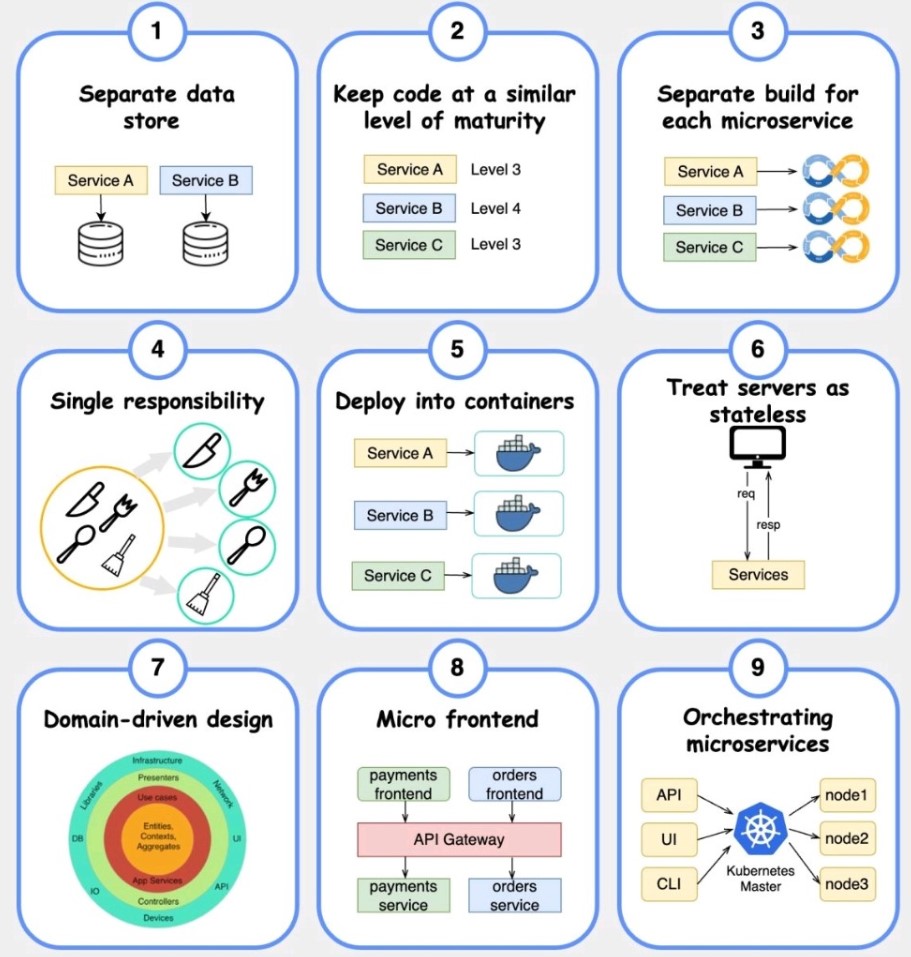 1
Separate data
store
Service A
Service B
2
Keep code at a similar
level of maturity
Service A Level 3
Service B Level 4
Service C Level 3
3
Separate build for
each microservice
Service A
Service B
Service C
4
Single responsibility
5
Deploy into containers
Service A
Service B
Service C
6
Treat servers as
stateless
req
resp
Services
7
Domain-driven design
Infrastructure
Presenters
Use cases
Entities,
Contexts,
Aggregates
App Services
Controllers
Devices
Libraries
Network
DB
UI
IO
API
8
Micro frontend
payments
frontend
orders
frontend
API Gateway
payments
service
orders
service
9
Orchestrating
microservices
API
UI
CLI
Kubernetes
Master
node1
node2
node3